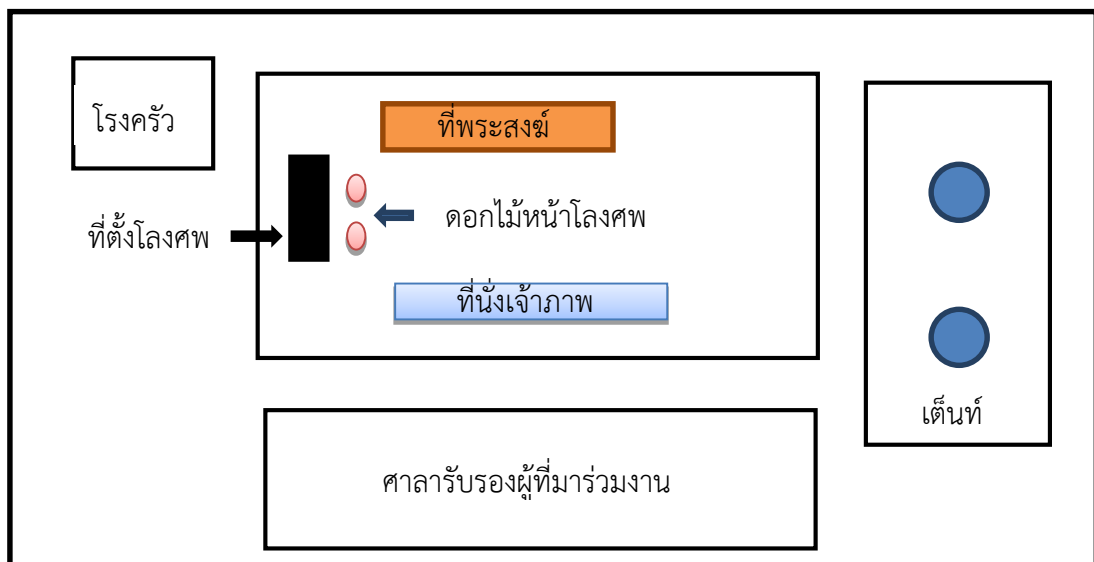 โรงครัว
ที่พระสงฆ์
ดอกไม้หน้าโลงศพ
ที่ตั้งโลงศพ
ที่นั่งเจ้าภาพ
เต็นท์
ศาลารับรองผู้ที่มาร่วมงาน